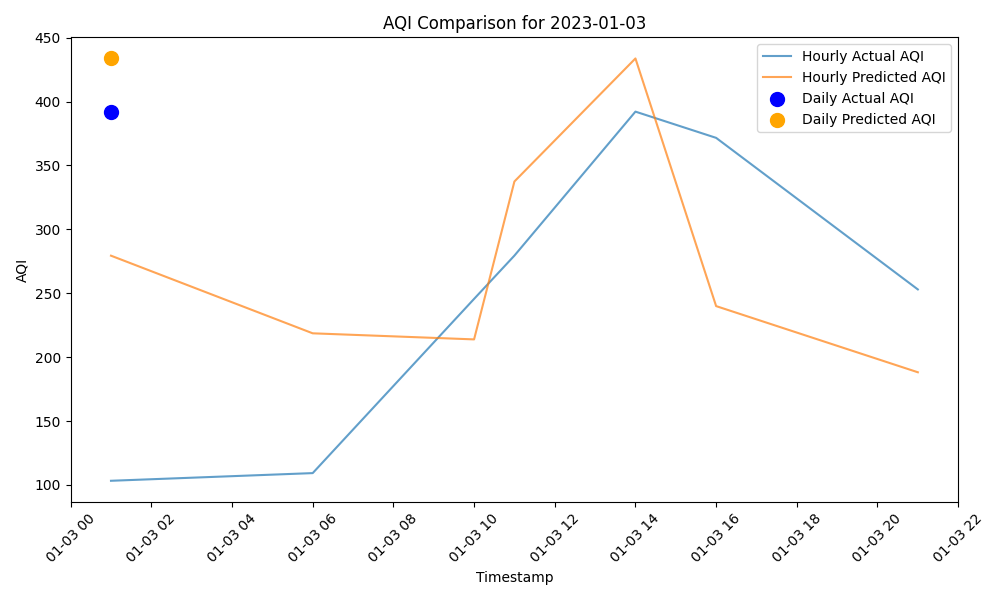 AQI Comparison for 2023-01-03
450
400
350
300
250
200
150
100
AQI
Hourly Actual AQI
Hourly Predicted AQI
Daily Actual AQI
Daily Predicted AQI
01-03 00
01-03 02
01-03 04
01-03 06
01-03 08
01-03 10
01-03 12
01-03 14
01-03 16
01-03 18
01-03 20
01-03 22
Timestamp